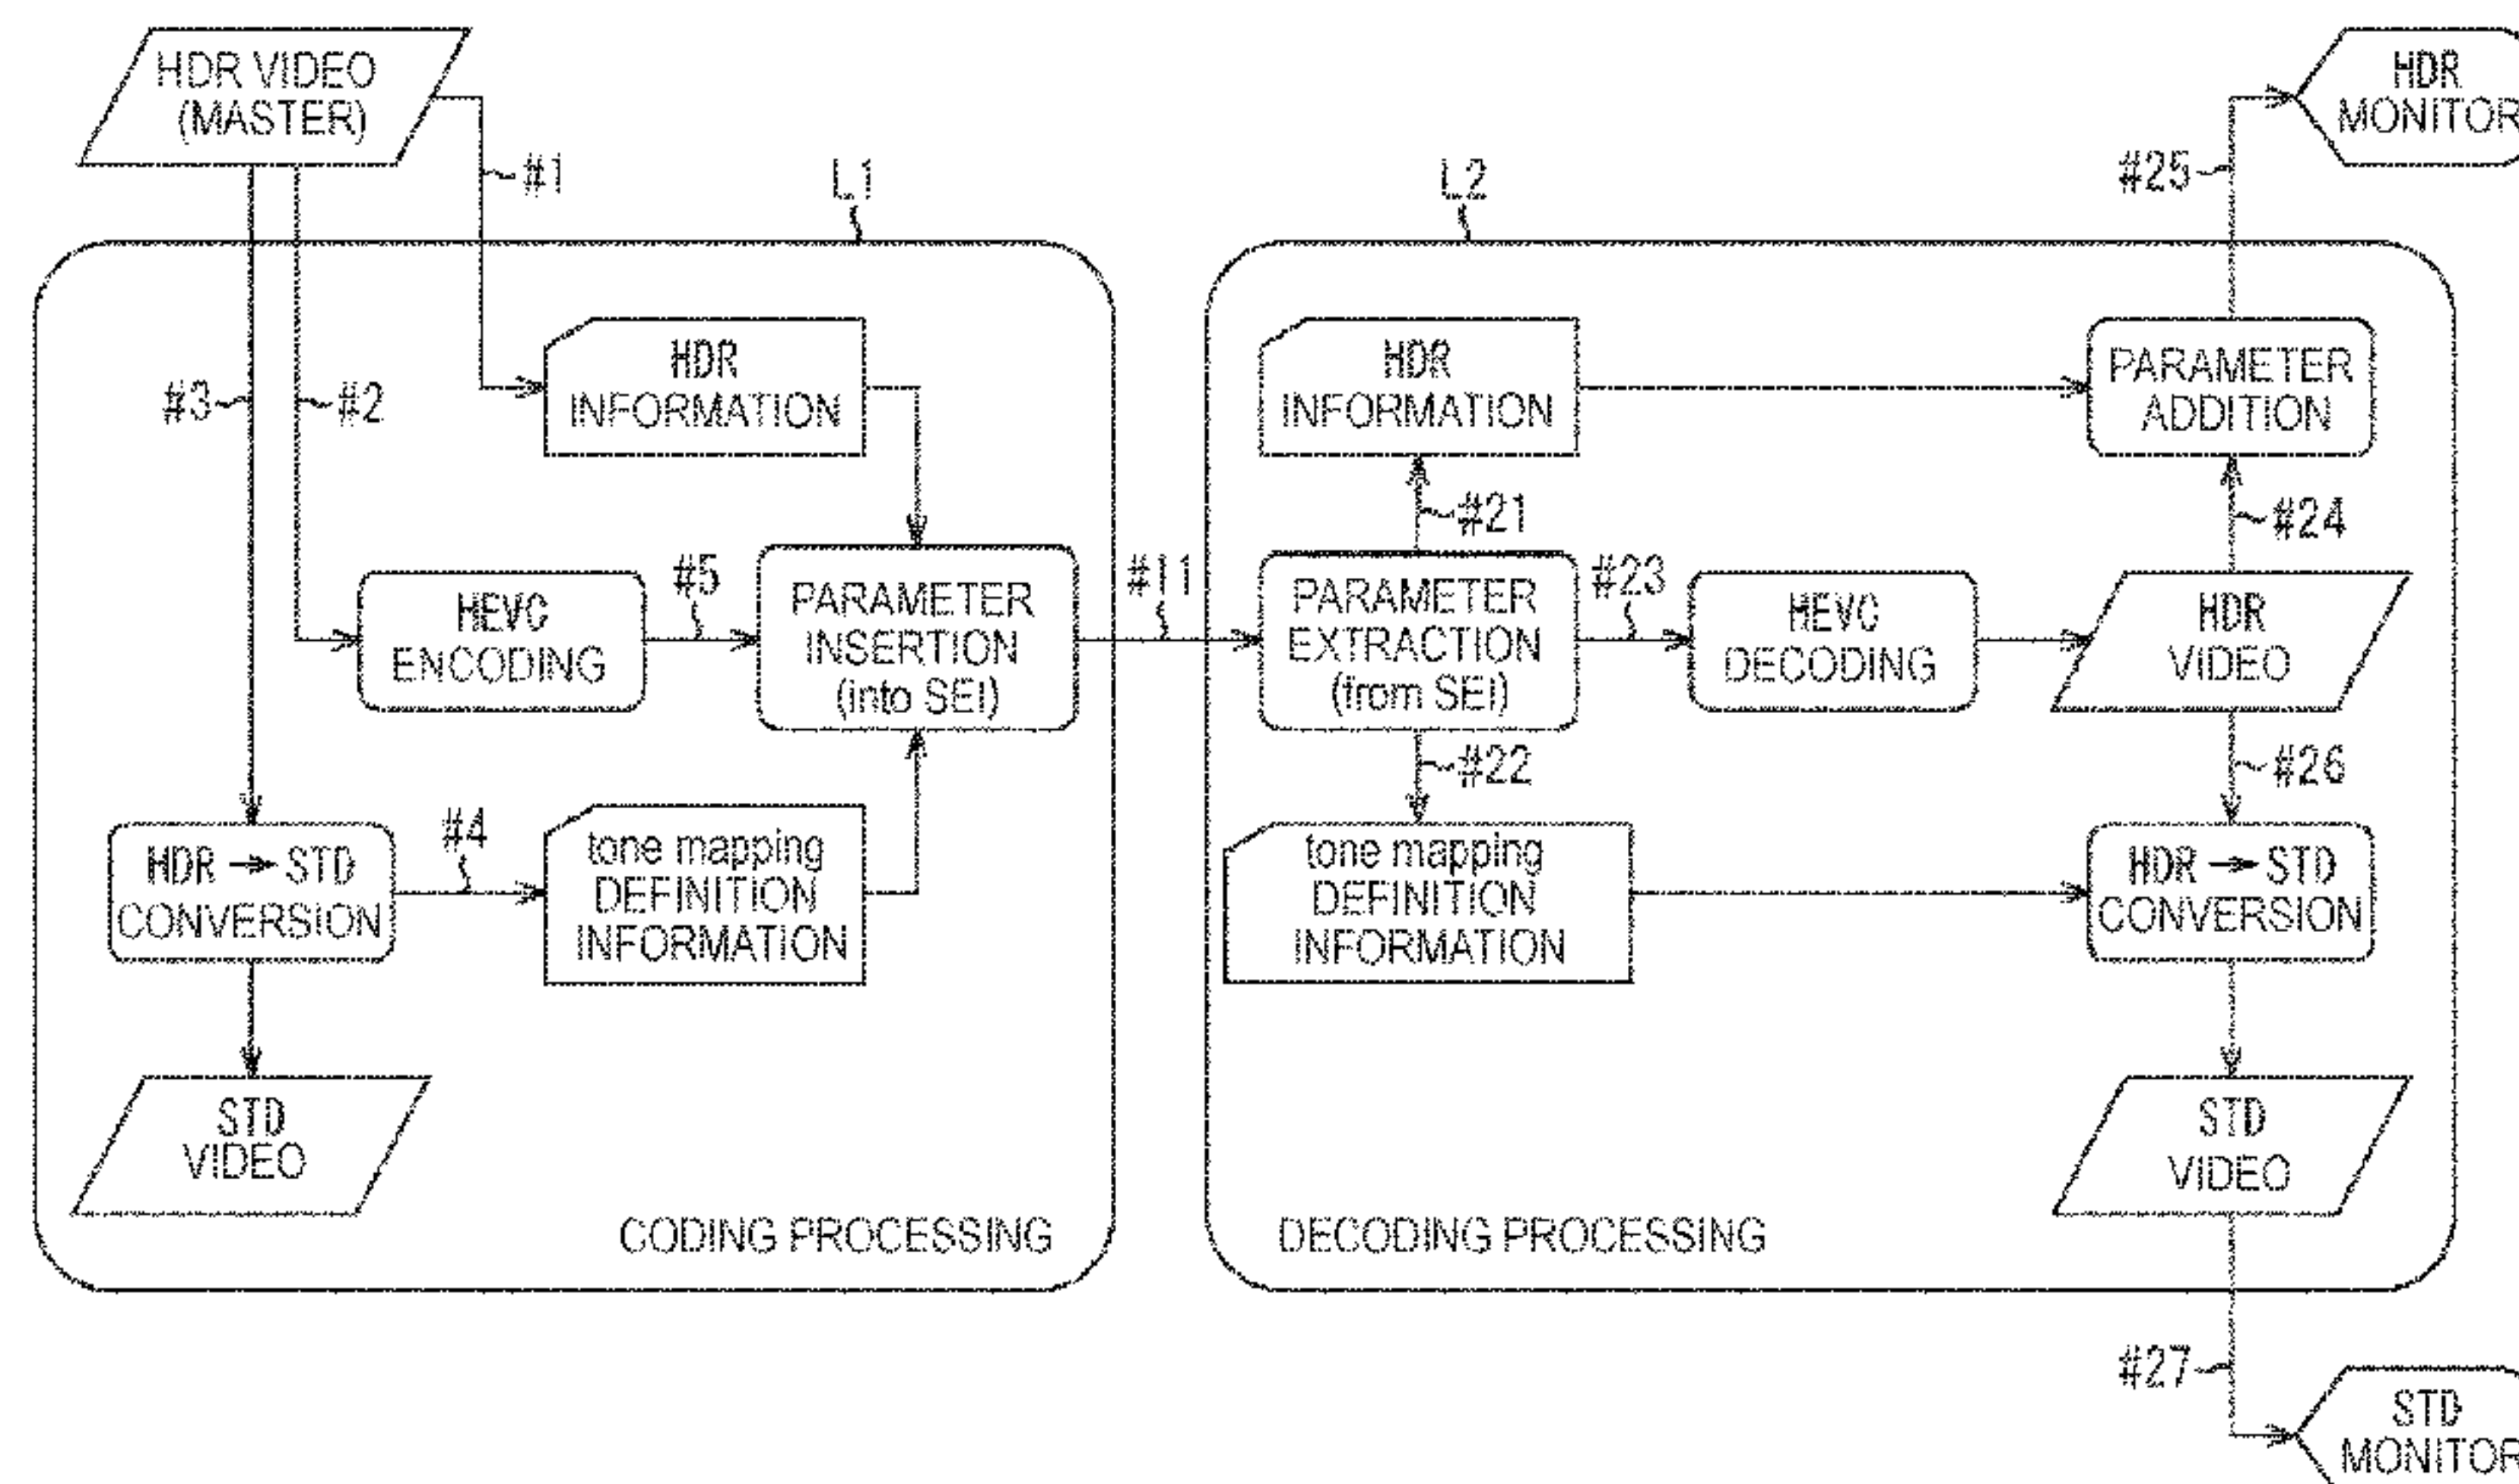 HDR VIDEO
(MASTER)
#1
L1
#3
#2
HDR
INFORMATION
HEVC
ENCODING
#5
PARAMETER
INSERTION
(into SEI)
#11
HDR → STD
CONVERSION
#4
tone mapping
DEFINITION
INFORMATION
STD
VIDEO
CODING PROCESSING
L2
HDR
INFORMATION
#21
PARAMETER
EXTRACTION
(from SEI)
#23
HEVC
DECODING
HDR
VIDEO
#24
PARAMETER
ADDITION
#25
HDR
MONITOR
#22
tone mapping
DEFINITION
INFORMATION
#26
HDR → STD
CONVERSION
STD
VIDEO
DECODING PROCESSING
#27
STD
MONITOR